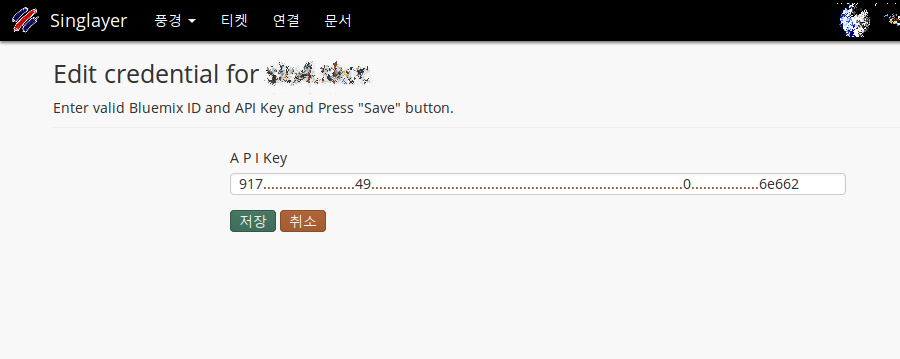 Singlayer 풍경 티켓 연결 문서
Edit credential for
Enter valid Bluemix ID and API Key and Press "Save" button.
A P I Key
917.......................49..............................................................................0.................6e662
저장 취소